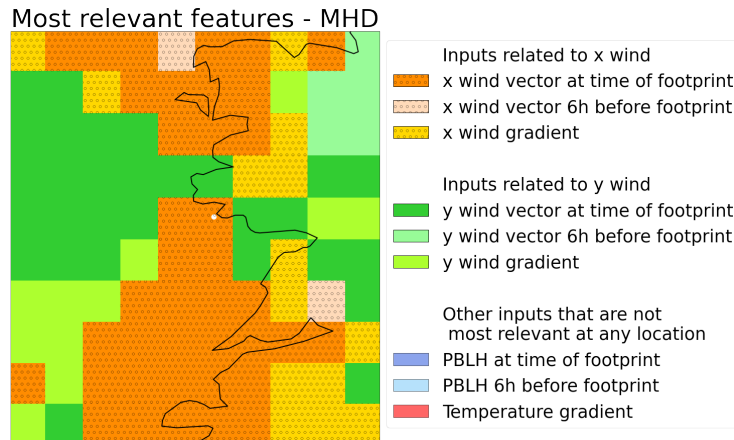 Most relevant features - MHD
Inputs related to x wind
x wind vector at time of footprint
x wind vector 6h before footprint
x wind gradient
Inputs related to y wind
y wind vector at time of footprint
y wind vector 6h before footprint
y wind gradient
Other inputs that are not
most relevant at any location
PBLH at time of footprint
PBLH 6h before footprint
Temperature gradient